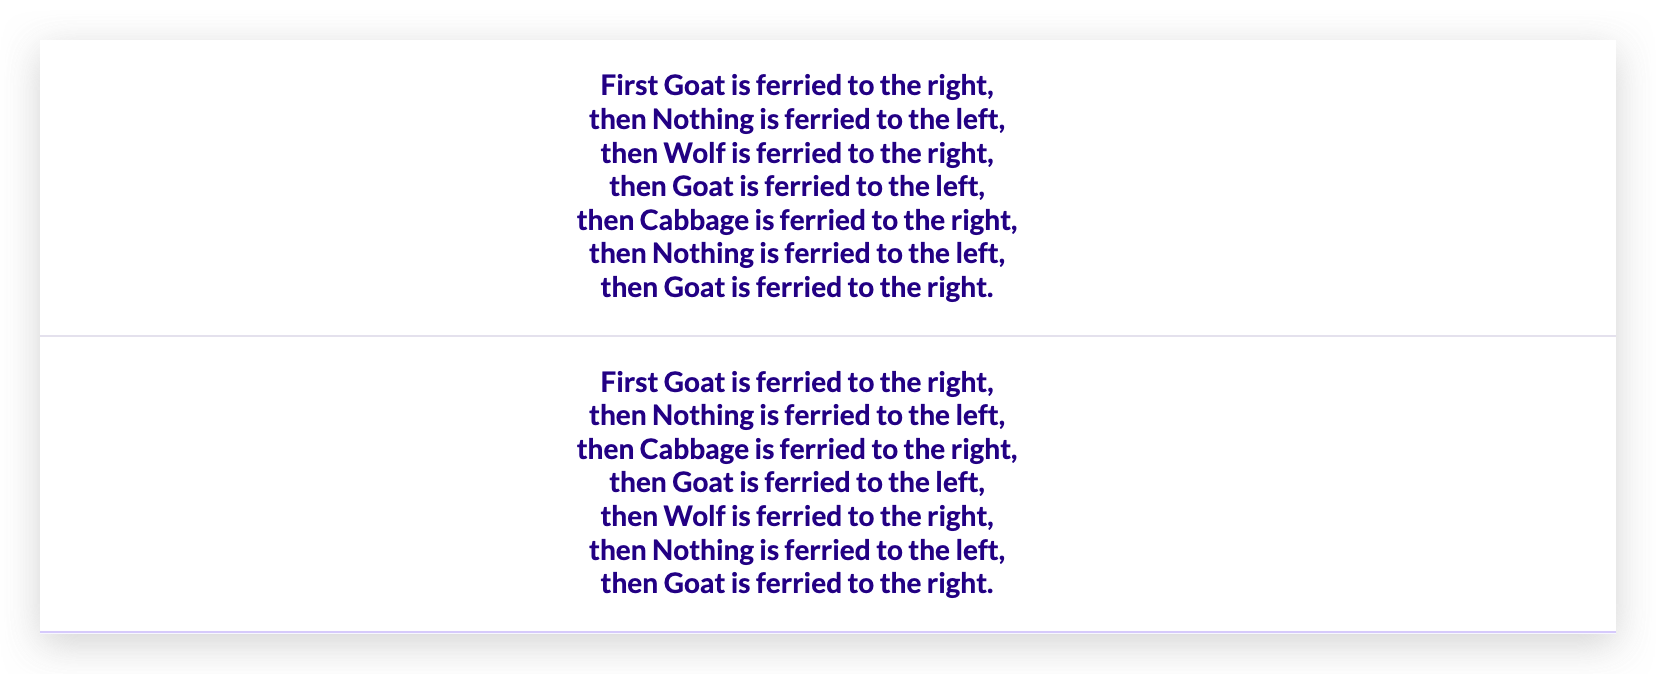 First Goat is ferried to the right,
then Nothing is ferried to the left,
then Wolf is ferried to the right,
then Goat is ferried to the left,
then Cabbage is ferried to the right,
then Nothing is ferried to the left,
then Goat is ferried to the right.
First Goat is ferried to the right,
then Nothing is ferried to the left,
then Cabbage is ferried to the right,
then Goat is ferried to the left,
then Wolf is ferried to the right,
then Nothing is ferried to the left,
then Goat is ferried to the right.